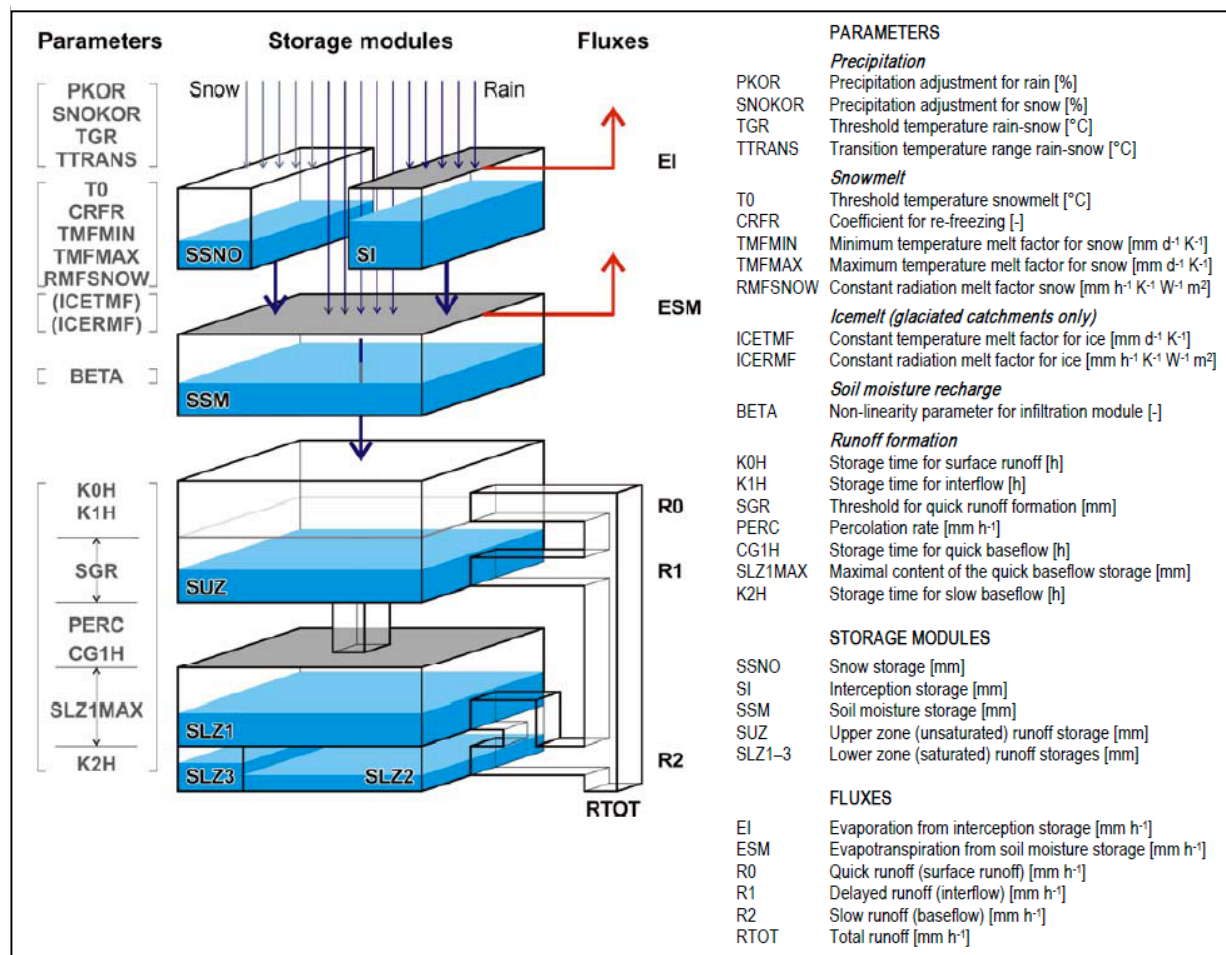 Parameters
Storage modules
Fluxes
Snow
Rain
PKOR
SNOKOR
TGR
TTRANS
T0
CRFR
TMFMIN
TMFMAX
RMFSNOW
(ICETMF)
(ICERMF)
BETA
K0H
K1H
SGR
PERC
CG1H
SLZ1MAX
K2H
SSNO
SI
SSM
SUZ
SLZ1
SLZ3
SLZ2
EI
ESM
R0
R1
R2
RTOT
PARAMETERS
Precipitation
PKOR Precipitation adjustment for rain [%]
SNOKOR Precipitation adjustment for snow [%]
TGR Threshold temperature rain-snow [°C]
TTRANS Transition temperature range rain-snow [°C]
Snowmelt
T0 Threshold temperature snowmelt [°C]
CRFR Coefficient for re-freezing [-]
TMFMIN Minimum temperature melt factor for snow [mm d⁻¹ K⁻¹]
TMFMAX Maximum temperature melt factor for snow [mm d⁻¹ K⁻¹]
RMFSNOW Constant radiation melt factor snow [mm h⁻¹ K⁻¹ W⁻¹ m²]
Icemelt (glaciated catchments only)
ICETMF Constant temperature melt factor for ice [mm d⁻¹ K⁻¹]
ICERMF Constant radiation melt factor for ice [mm h⁻¹ K⁻¹ W⁻¹ m²]
Soil moisture recharge
BETA Non-linearity parameter for infiltration module [-]
Runoff formation
K0H Storage time for surface runoff [h]
K1H Storage time for interflow [h]
SGR Threshold for quick runoff formation [mm]
PERC Percolation rate [mm h⁻¹]
CG1H Storage time for quick baseflow [h]
SLZ1MAX Maximal content of the quick baseflow storage [mm]
K2H Storage time for slow baseflow [h]
STORAGE MODULES
SSNO Snow storage [mm]
SI Interception storage [mm]
SSM Soil moisture storage [mm]
SUZ Upper zone (unsaturated) runoff storage [mm]
SLZ1–3 Lower zone (saturated) runoff storages [mm]
FLUXES
EI Evaporation from interception storage [mm h⁻¹]
ESM Evapotranspiration from soil moisture storage [mm h⁻¹]
R0 Quick runoff (surface runoff) [mm h⁻¹]
R1 Delayed runoff (interflow) [mm h⁻¹]
R2 Slow runoff (baseflow) [mm h⁻¹]
RTOT Total runoff [mm h⁻¹]